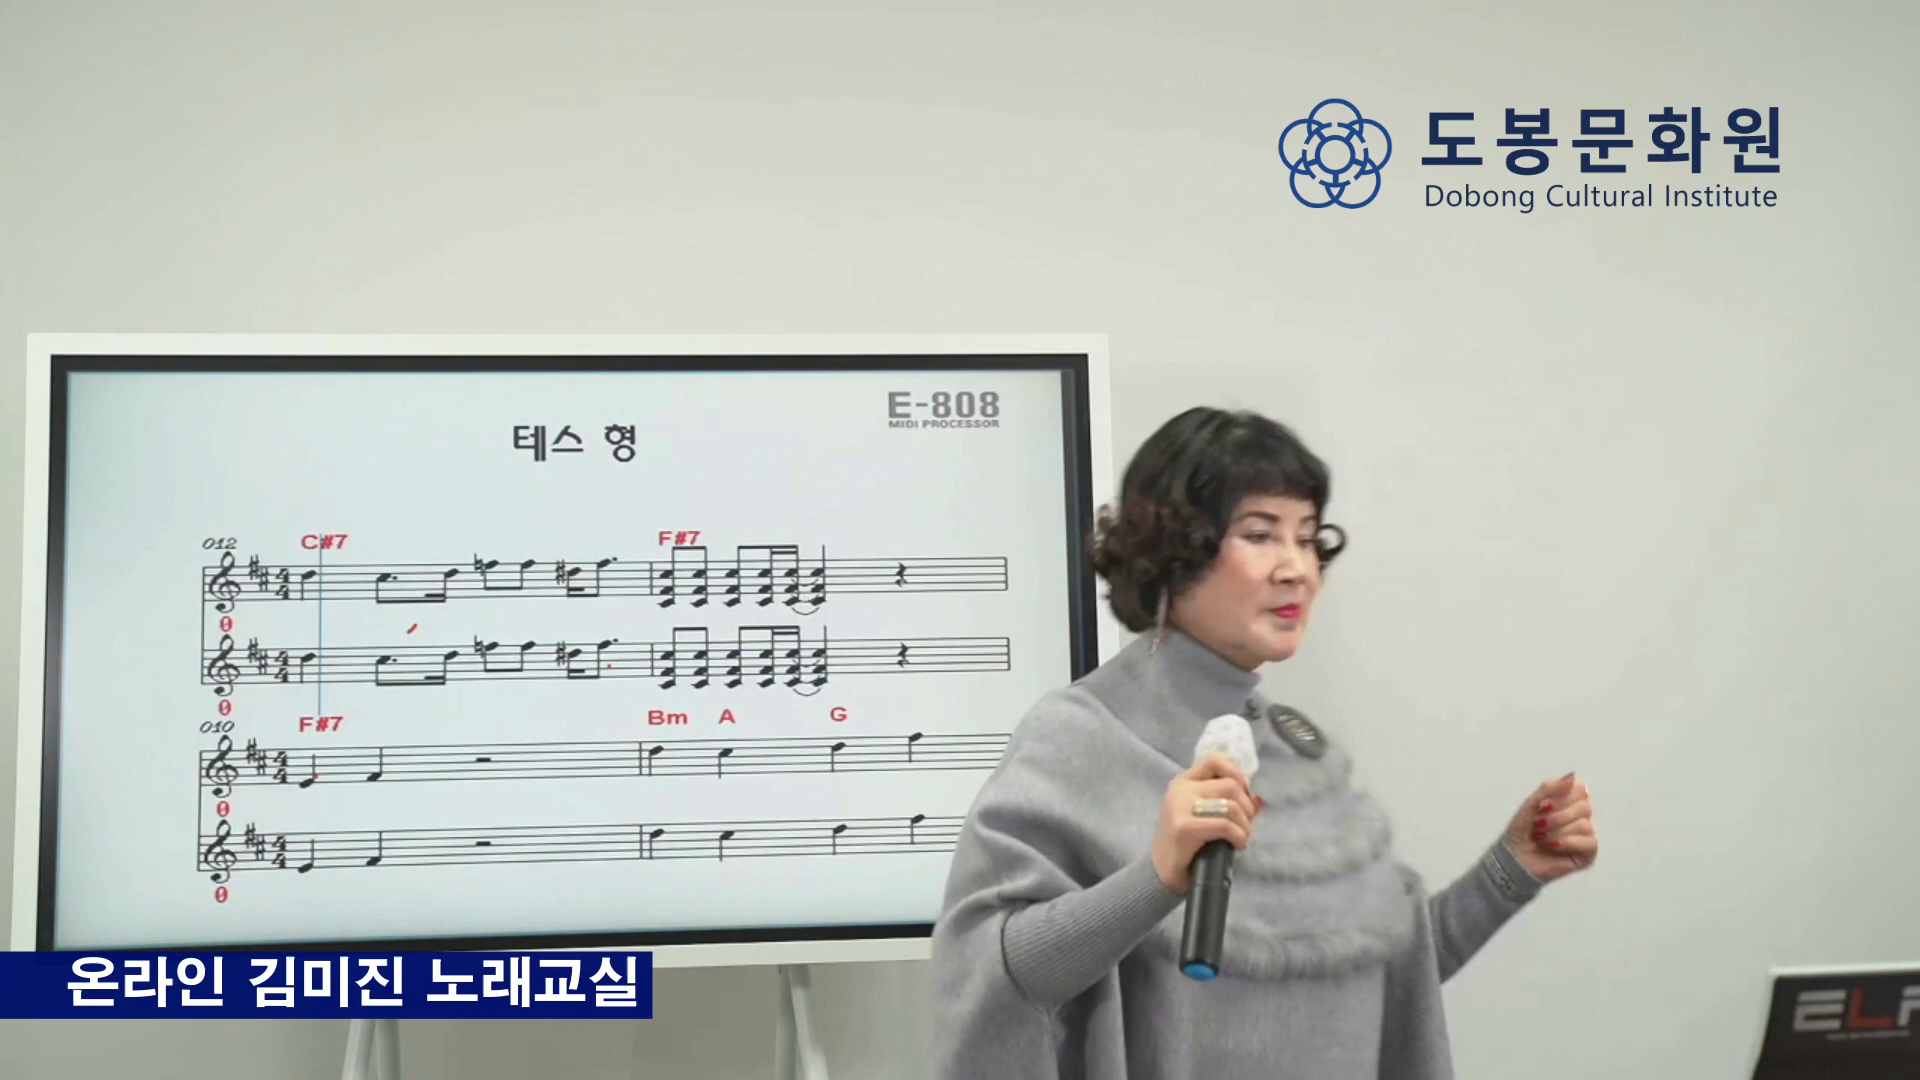 도봉문화원
Dobong Cultural Institute
E-808
MIDI PROCESSOR
테스 형
012
C#7
F#7
0
0
010
F#7
Bm
A
G
0
0
온라인 김미진 노래교실